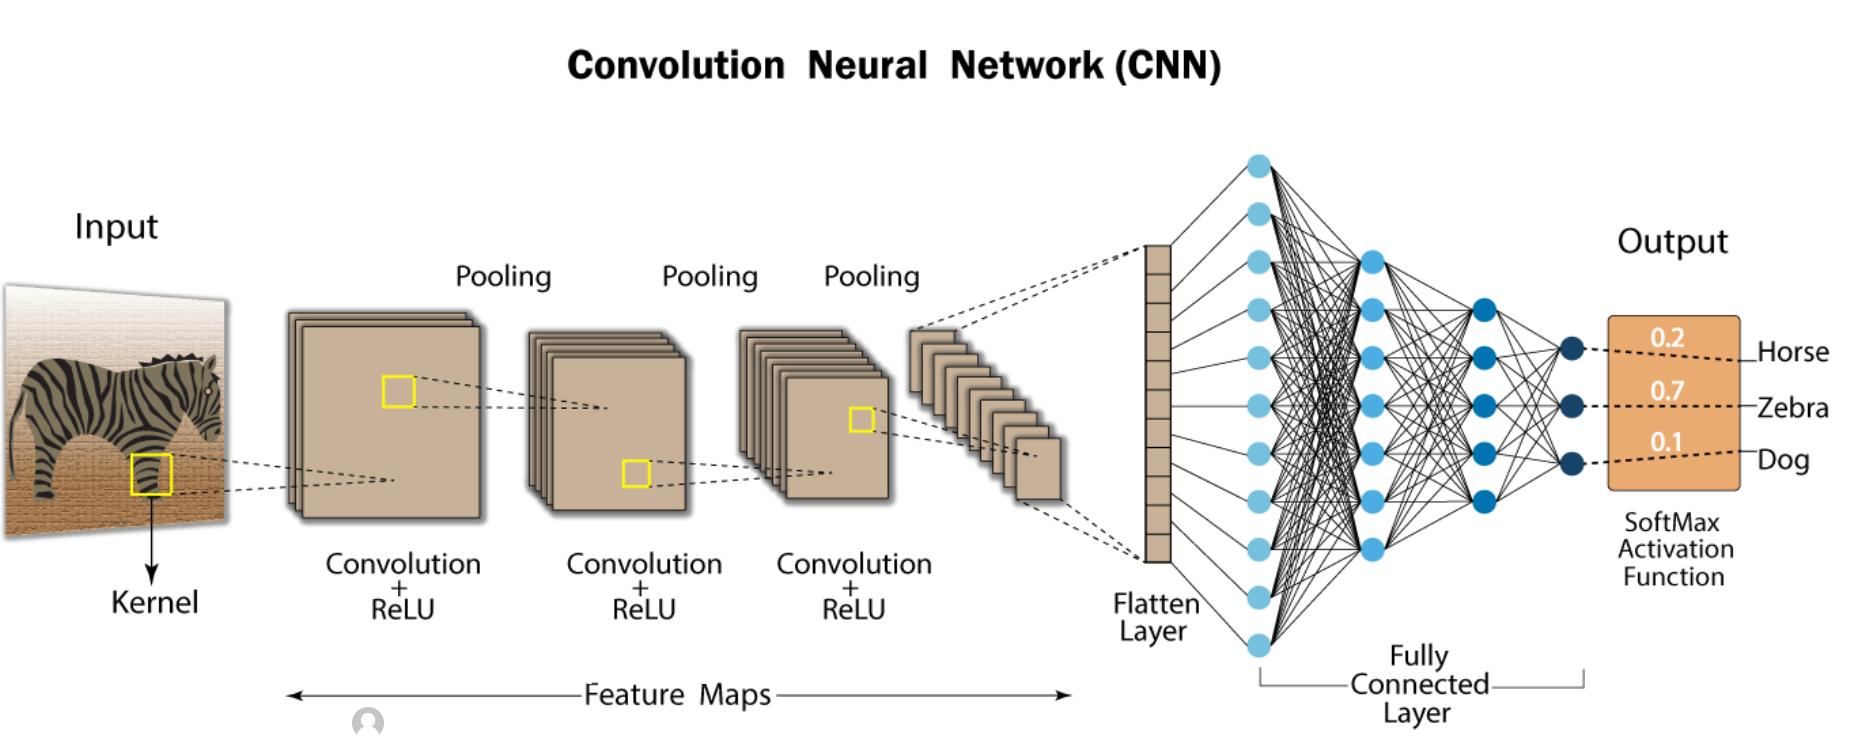 Convolution Neural Network (CNN)
Input
Kernel
Pooling
Pooling
Pooling
Convolution
+
ReLU
Convolution
+
ReLU
Convolution
+
ReLU
Feature Maps
Flatten
Layer
Fully
Connected
Layer
Output
0.2
Horse
0.7
Zebra
0.1
Dog
SoftMax
Activation
Function